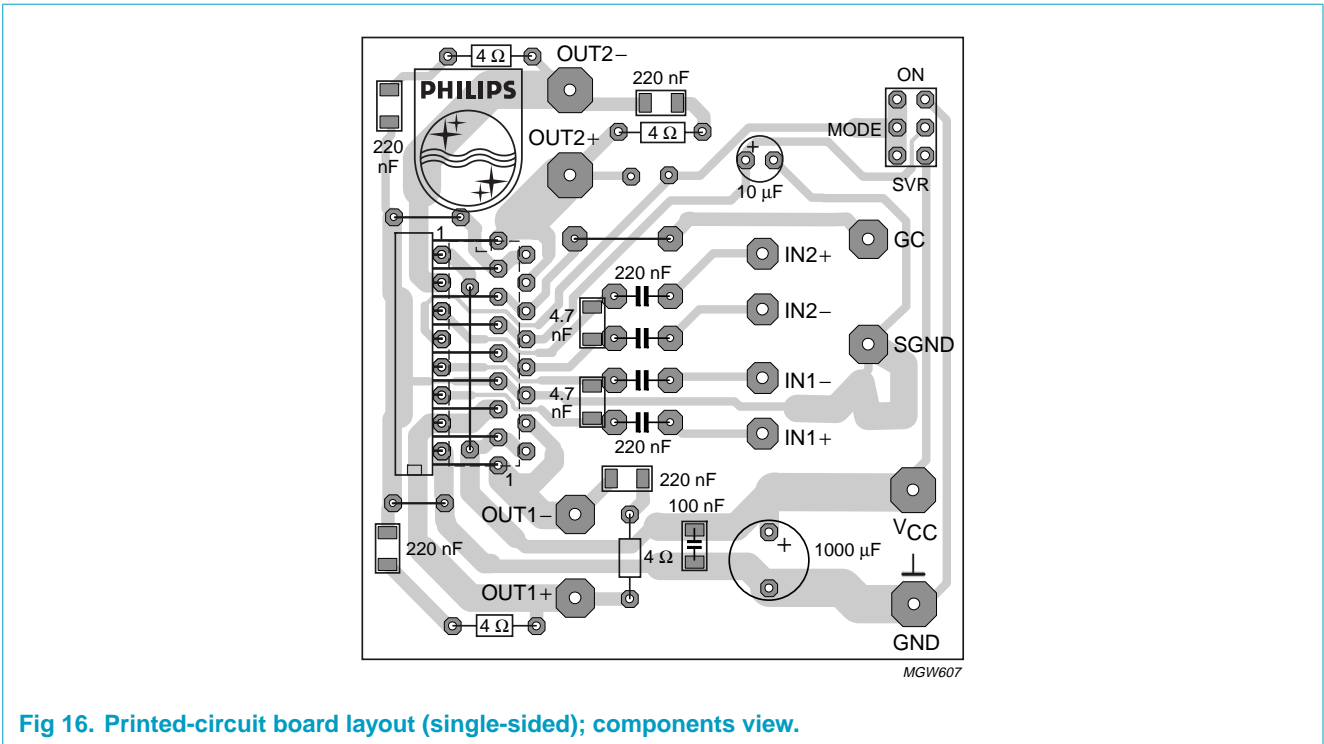 4 Ω
OUT2−
220 nF
ON
PHILIPS
MODE
4 Ω
OUT2+
220
nF
+
10 μF
SVR
1
GC
IN2+
220 nF
4.7
nF
IN2−
SGND
IN1−
4.7
nF
IN1+
220 nF
1
220 nF
OUT1−
100 nF
VCC
220 nF
4 Ω
+
1000 μF
OUT1+
4 Ω
GND
MGW607
Fig 16. Printed-circuit board layout (single-sided); components view.